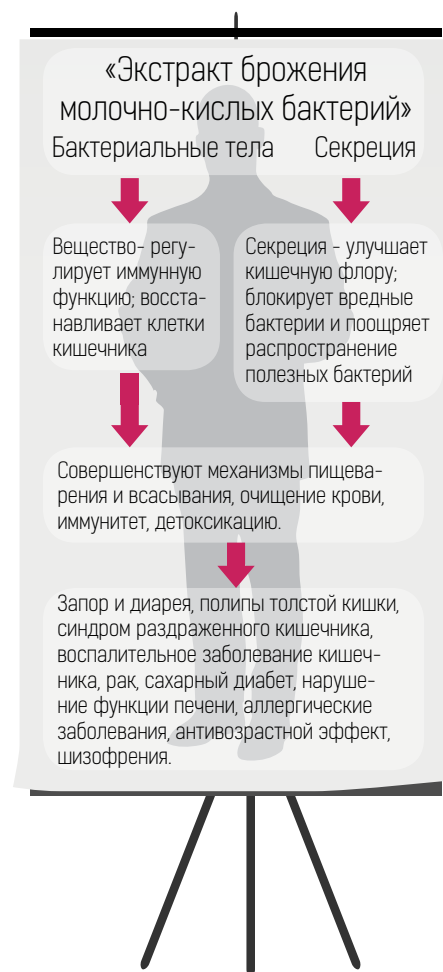 «Экстракт брожения
молочно-кислых бактерий»
Бактериальные тела Секреция
Вещество- регу-
лирует иммунную
функцию; восста-
навливает клетки
кишечника
Секреция - улучшает
кишечную флору;
блокирует вредные
бактерии и поощряет
распространение
полезных бактерий
Совершенствуют механизмы пищева-
рения и всасывания, очищение крови,
иммунитет, детоксикацию.
Запор и диарея, полипы толстой кишки,
синдром раздраженного кишечника,
воспалительное заболевание кишеч-
ника, рак, сахарный диабет, наруше-
ние функции печени, аллергические
заболевания, антивозрастной эффект,
шизофрения.